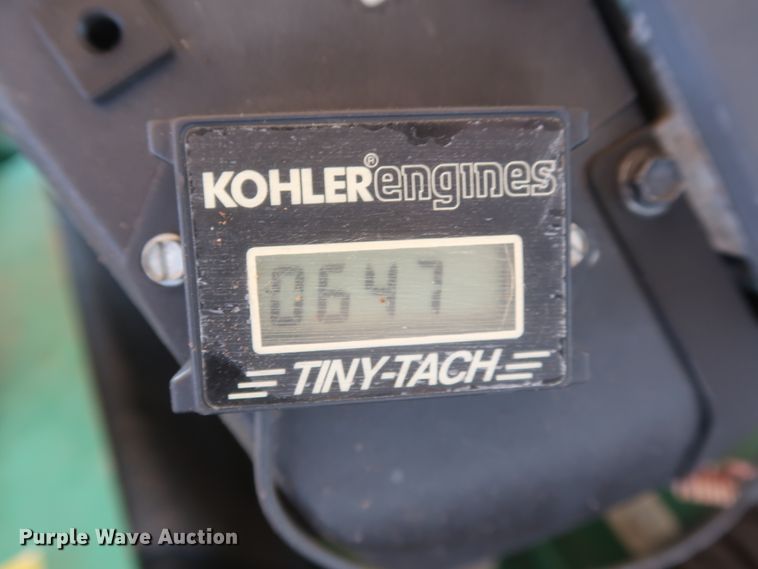 KOHLER® engines
0647
TINY-TACH
Purple Wave Auction